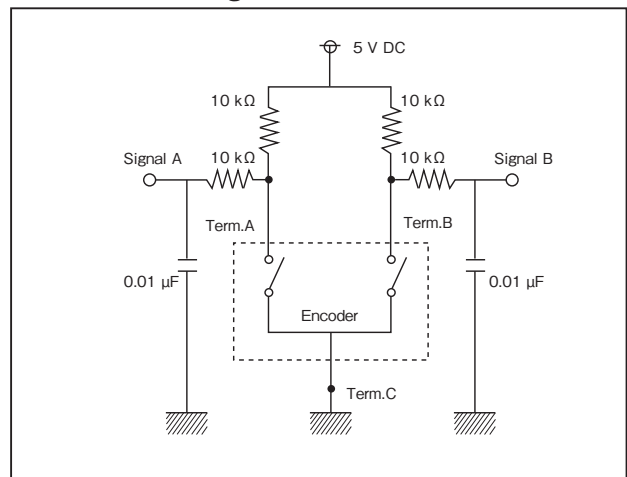 5 V DC
10 kΩ 10 kΩ
Signal A 10 kΩ 10 kΩ Signal B
Term.A Term.B
0.01 µF Encoder 0.01 µF
Term.C